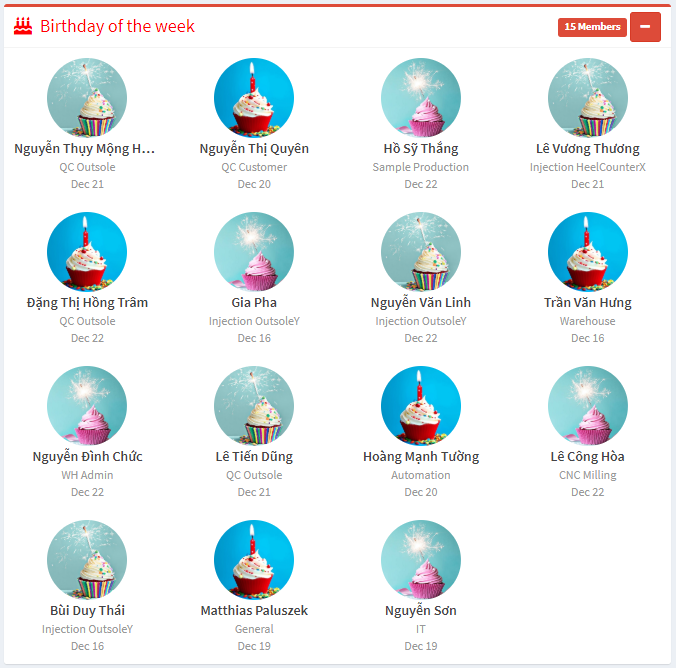 Birthday of the week
15 Members
Nguyễn Thụy Mộng H...
QC Outsole
Dec 21
Nguyễn Thị Quyên
QC Customer
Dec 20
Hồ Sỹ Thắng
Sample Production
Dec 22
Lê Vương Thương
Injection HeelCounterX
Dec 21
Đặng Thị Hồng Trâm
QC Outsole
Dec 22
Gia Pha
Injection OutsoleY
Dec 16
Nguyễn Văn Linh
Injection OutsoleY
Dec 22
Trần Văn Hưng
Warehouse
Dec 16
Nguyễn Đình Chức
WH Admin
Dec 22
Lê Tiến Dũng
QC Outsole
Dec 21
Hoàng Mạnh Tường
Automation
Dec 20
Lê Công Hòa
CNC Milling
Dec 22
Bùi Duy Thái
Injection OutsoleY
Dec 16
Matthias Paluszek
General
Dec 19
Nguyễn Sơn
IT
Dec 19